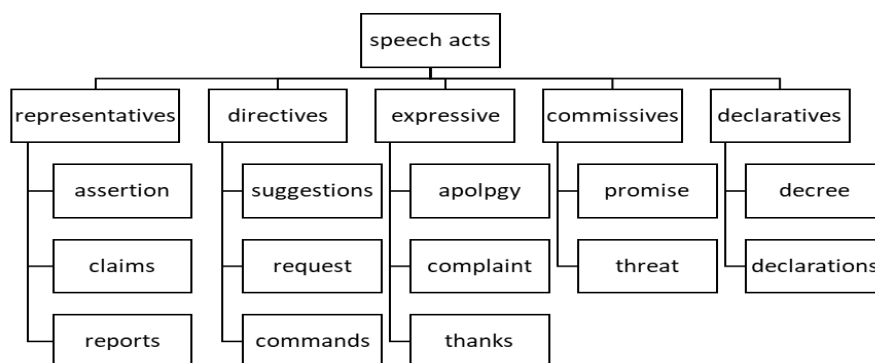 speech acts
representatives
directives
expressive
commissives
declaratives
assertion
suggestions
apolpgy
promise
decree
claims
request
complaint
threat
declarations
reports
commands
thanks